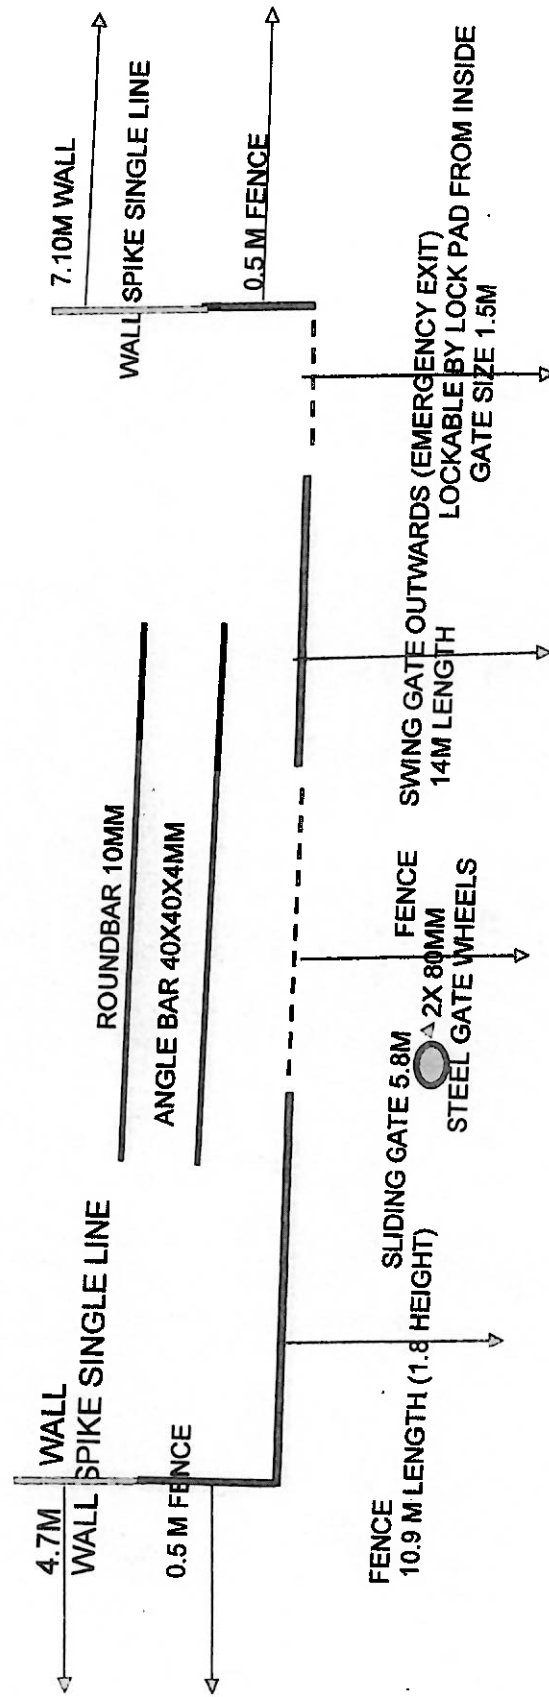 4.7M WALL
WALL SPIKE SINGLE LINE
0.5 M FENCE
ROUNDBAR 10MM
ANGLE BAR 40X40X4MM
7.10M WALL
WALL SPIKE SINGLE LINE
0.5 M FENCE
FENCE
10.9 M LENGTH (1.8 HEIGHT)
SLIDING GATE 5.8M
2X 80MM
STEEL GATE WHEELS
FENCE
14M LENGTH
SWING GATE OUTWARDS (EMERGENCY EXIT)
LOCKABLE BY LOCK PAD FROM INSIDE
GATE SIZE 1.5M